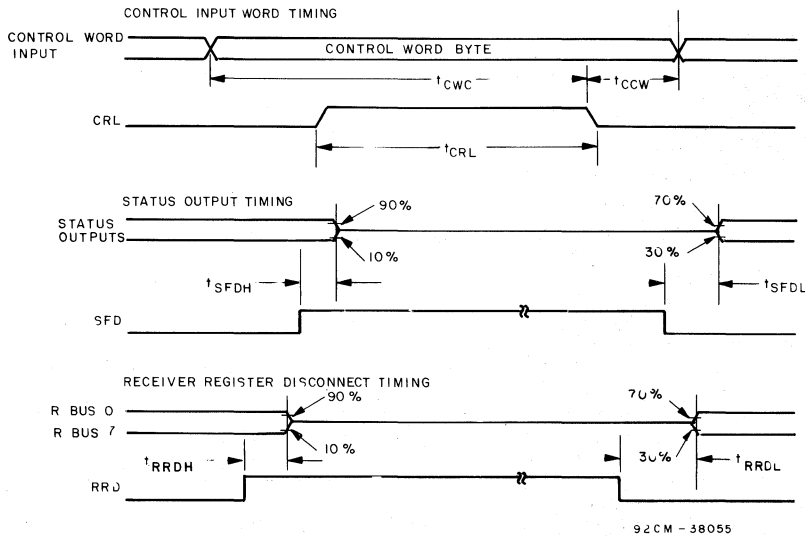 CONTROL INPUT WORD TIMING
CONTROL WORD INPUT
CONTROL WORD BYTE
tCWC
tCCW
CRL
tCRL
STATUS OUTPUT TIMING
90%
70%
STATUS OUTPUTS
10%
30%
tSFDH
tSFDL
SFD
RECEIVER REGISTER DISCONNECT TIMING
90%
70%
R BUS 0
R BUS 7
10%
30%
tRRDH
tRRDL
RRD
92CM-38055